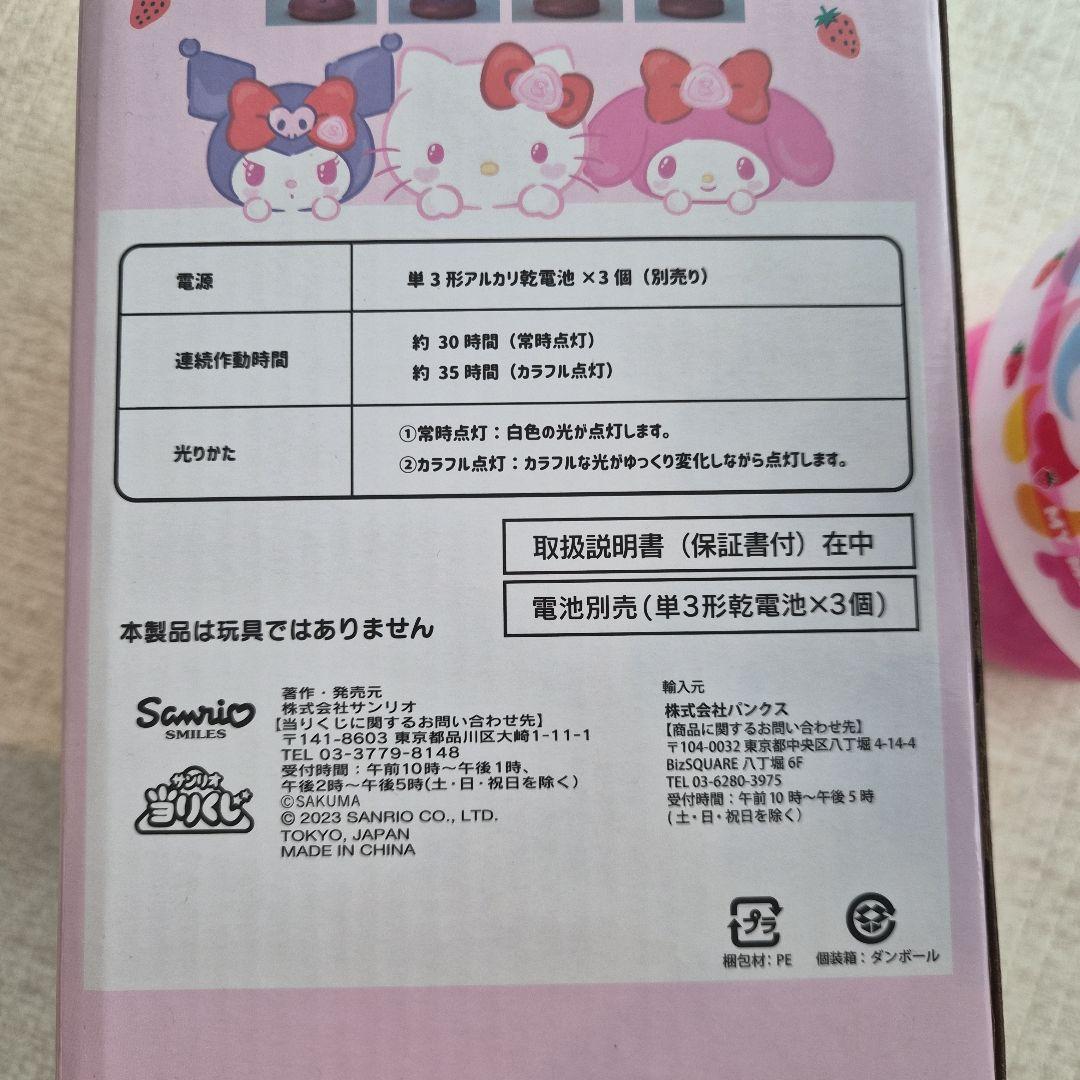 電源
単3形アルカリ乾電池×3個（別売り）
連続作動時間
約 30 時間（常時点灯）
約 35 時間（カラフル点灯）
光りかた
①常時点灯：白色の光が点灯します。
②カラフル点灯：カラフルな光がゆっくり変化しながら点灯します。
取扱説明書（保証書付）在中
電池別売(単3形乾電池×3個)
本製品は玩具ではありません
Sanrio
SMILES
サンリオ
当りくじ
著作・発売元
株式会社サンリオ
【当りくじに関するお問い合わせ先】
〒141-8603 東京都品川区大崎1-11-1
TEL 03-3779-8148
受付時間：午前10時～午後1時、
午後2時～午後5時(土・日・祝日を除く)
©SAKUMA
© 2023 SANRIO CO., LTD.
TOKYO, JAPAN
MADE IN CHINA
輸入元
株式会社バンクス
【商品に関するお問い合わせ先】
〒104-0032 東京都中央区八丁堀 4-14-4
BizSQUARE 八丁堀 6F
TEL 03-6280-3975
受付時間：午前 10 時～午後 5 時
(土・日・祝日を除く)
プラ
梱包材：PE
個装箱：ダンボール